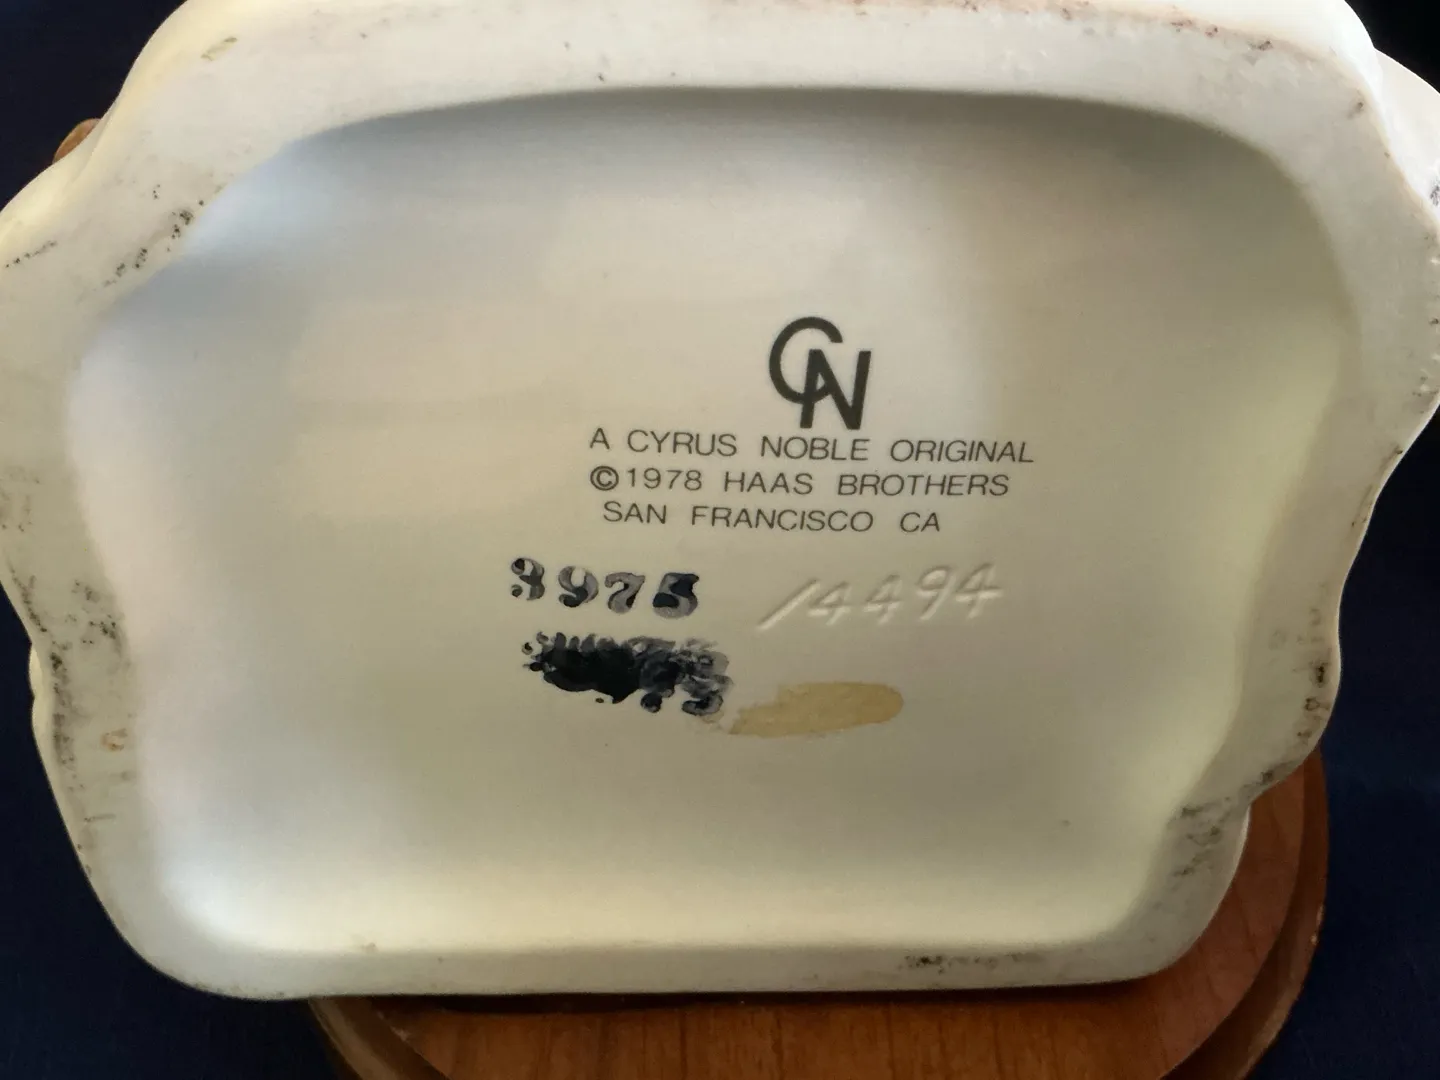 CN
A CYRUS NOBLE ORIGINAL
©1978 HAAS BROTHERS
SAN FRANCISCO CA
3975 /4494